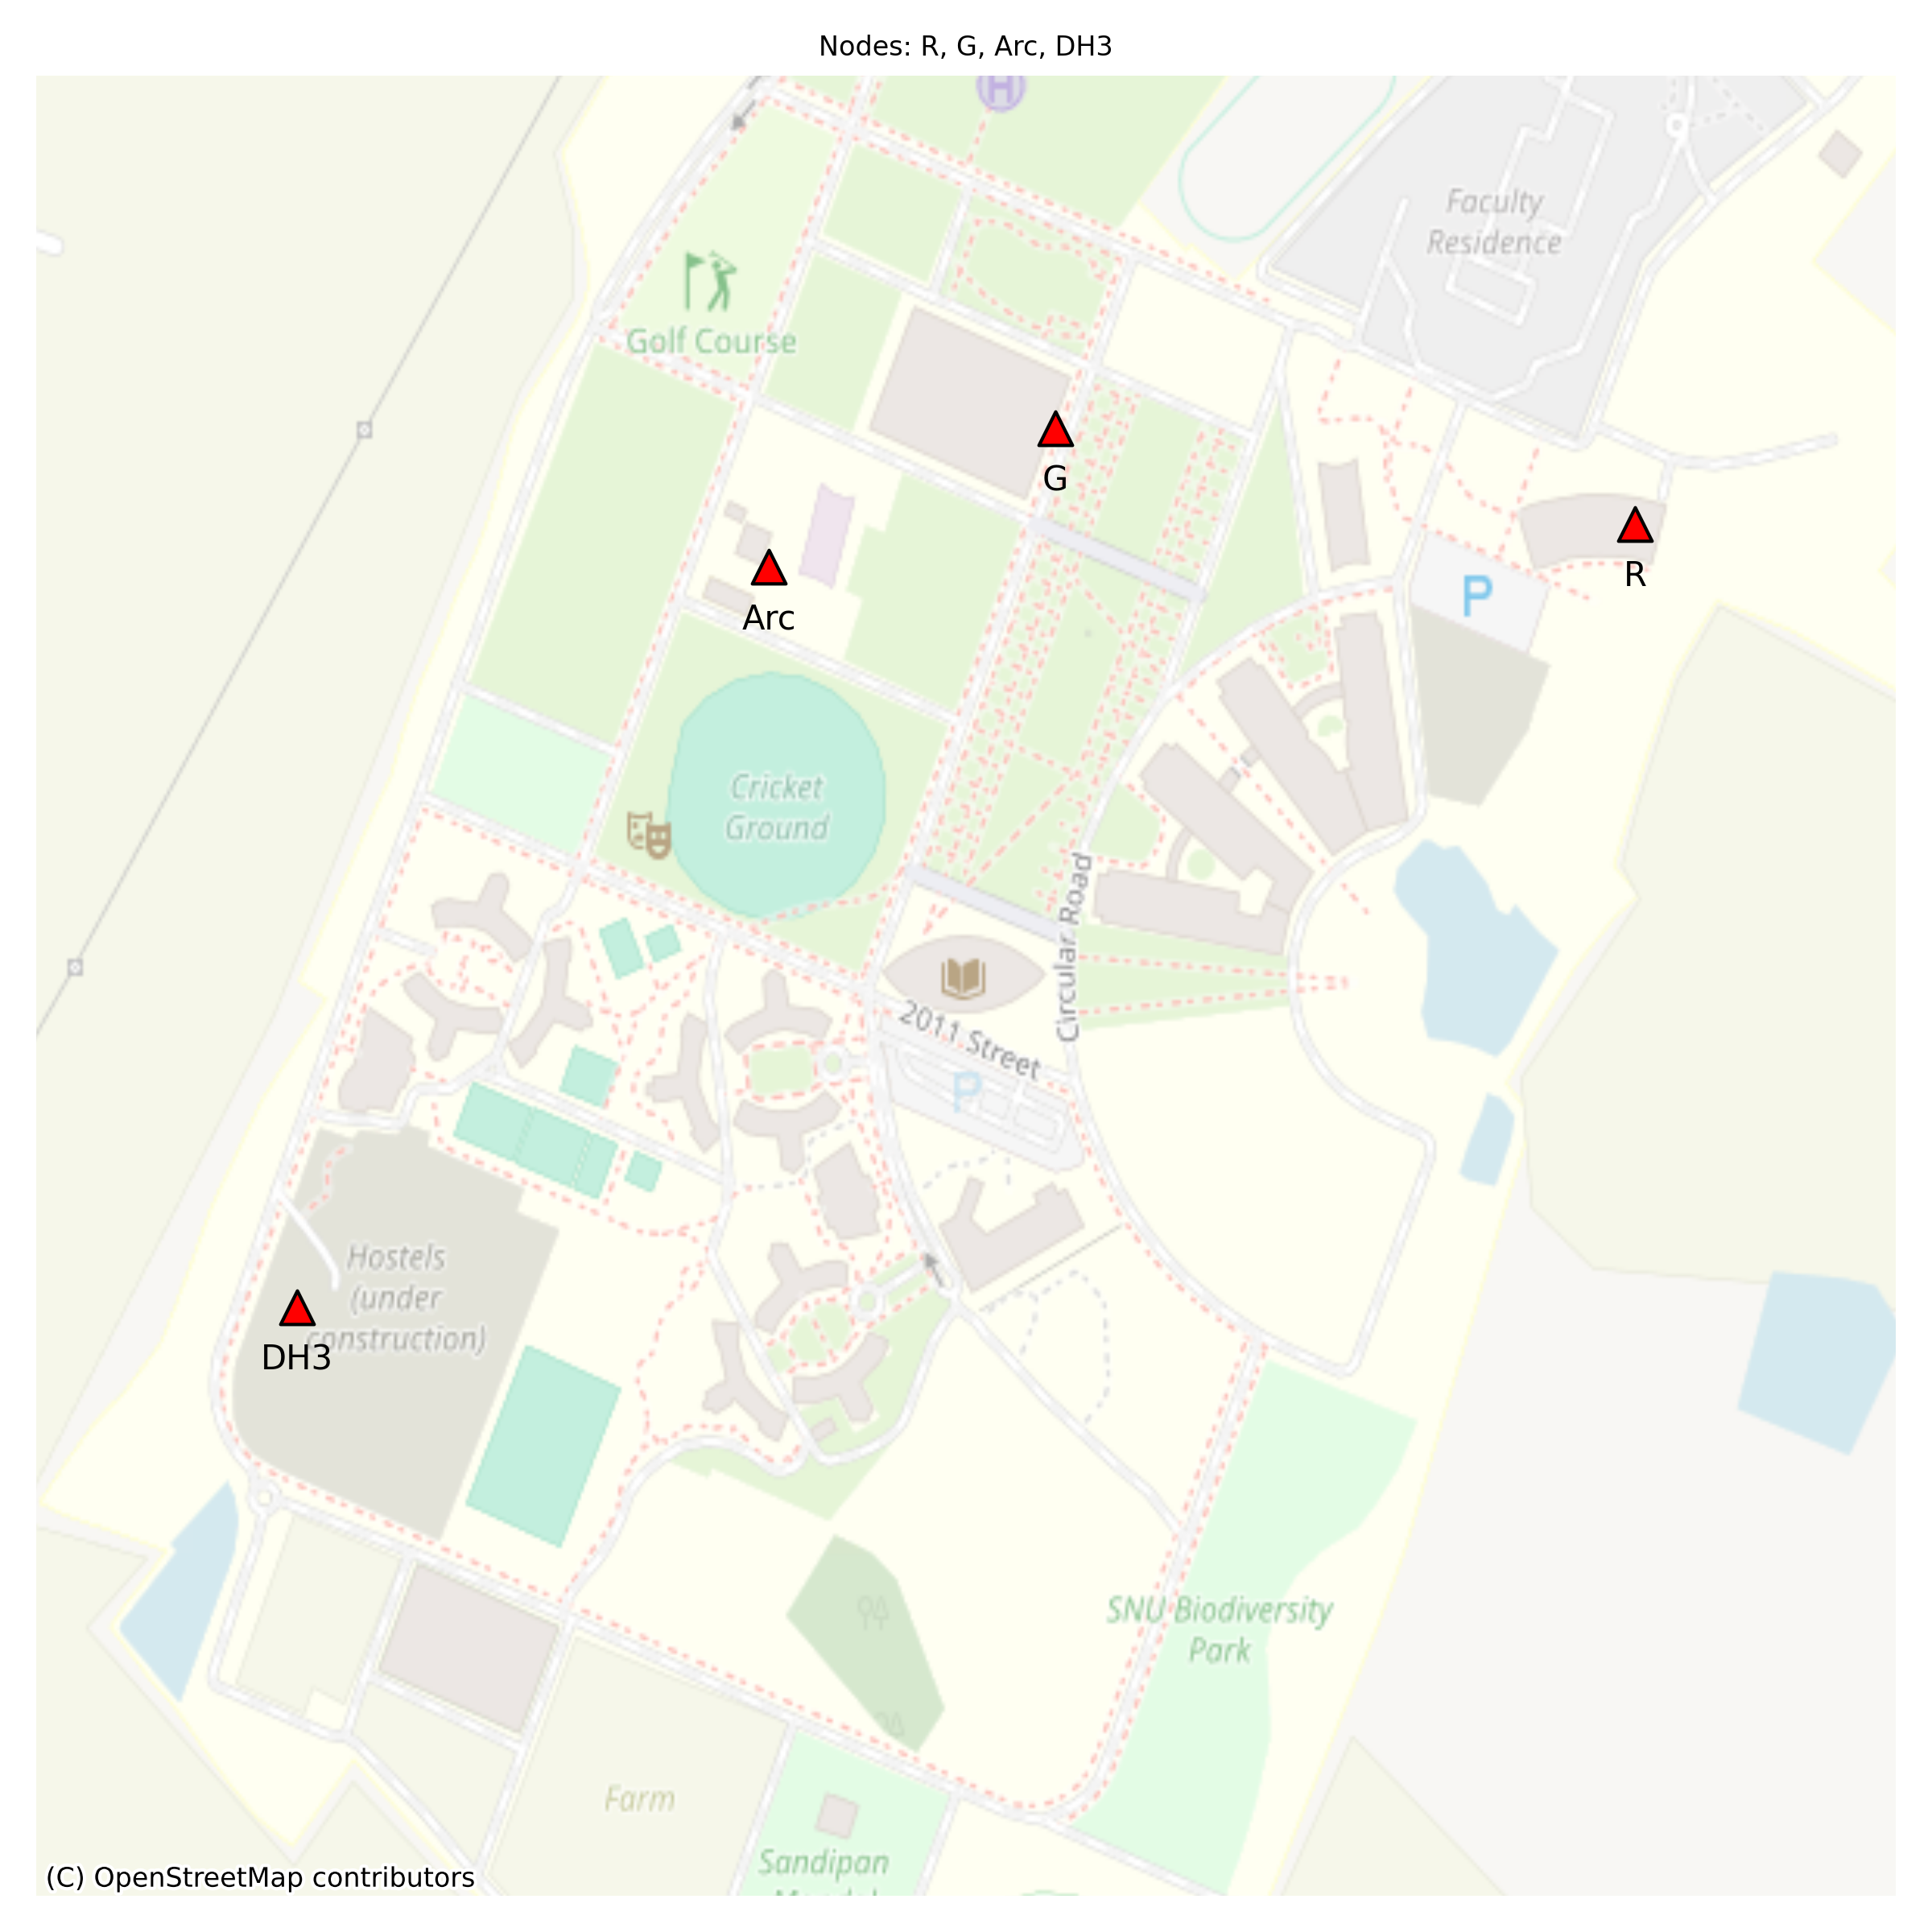 Nodes: R, G, Arc, DH3
H
Faculty
Residence
Golf Course
G
R
P
Arc
Cricket
Ground
Circular Road
2011 Street
P
Hostels
(under
construction)
DH3
SNU Biodiversity
Park
Farm
Sandipan
(C) OpenStreetMap contributors